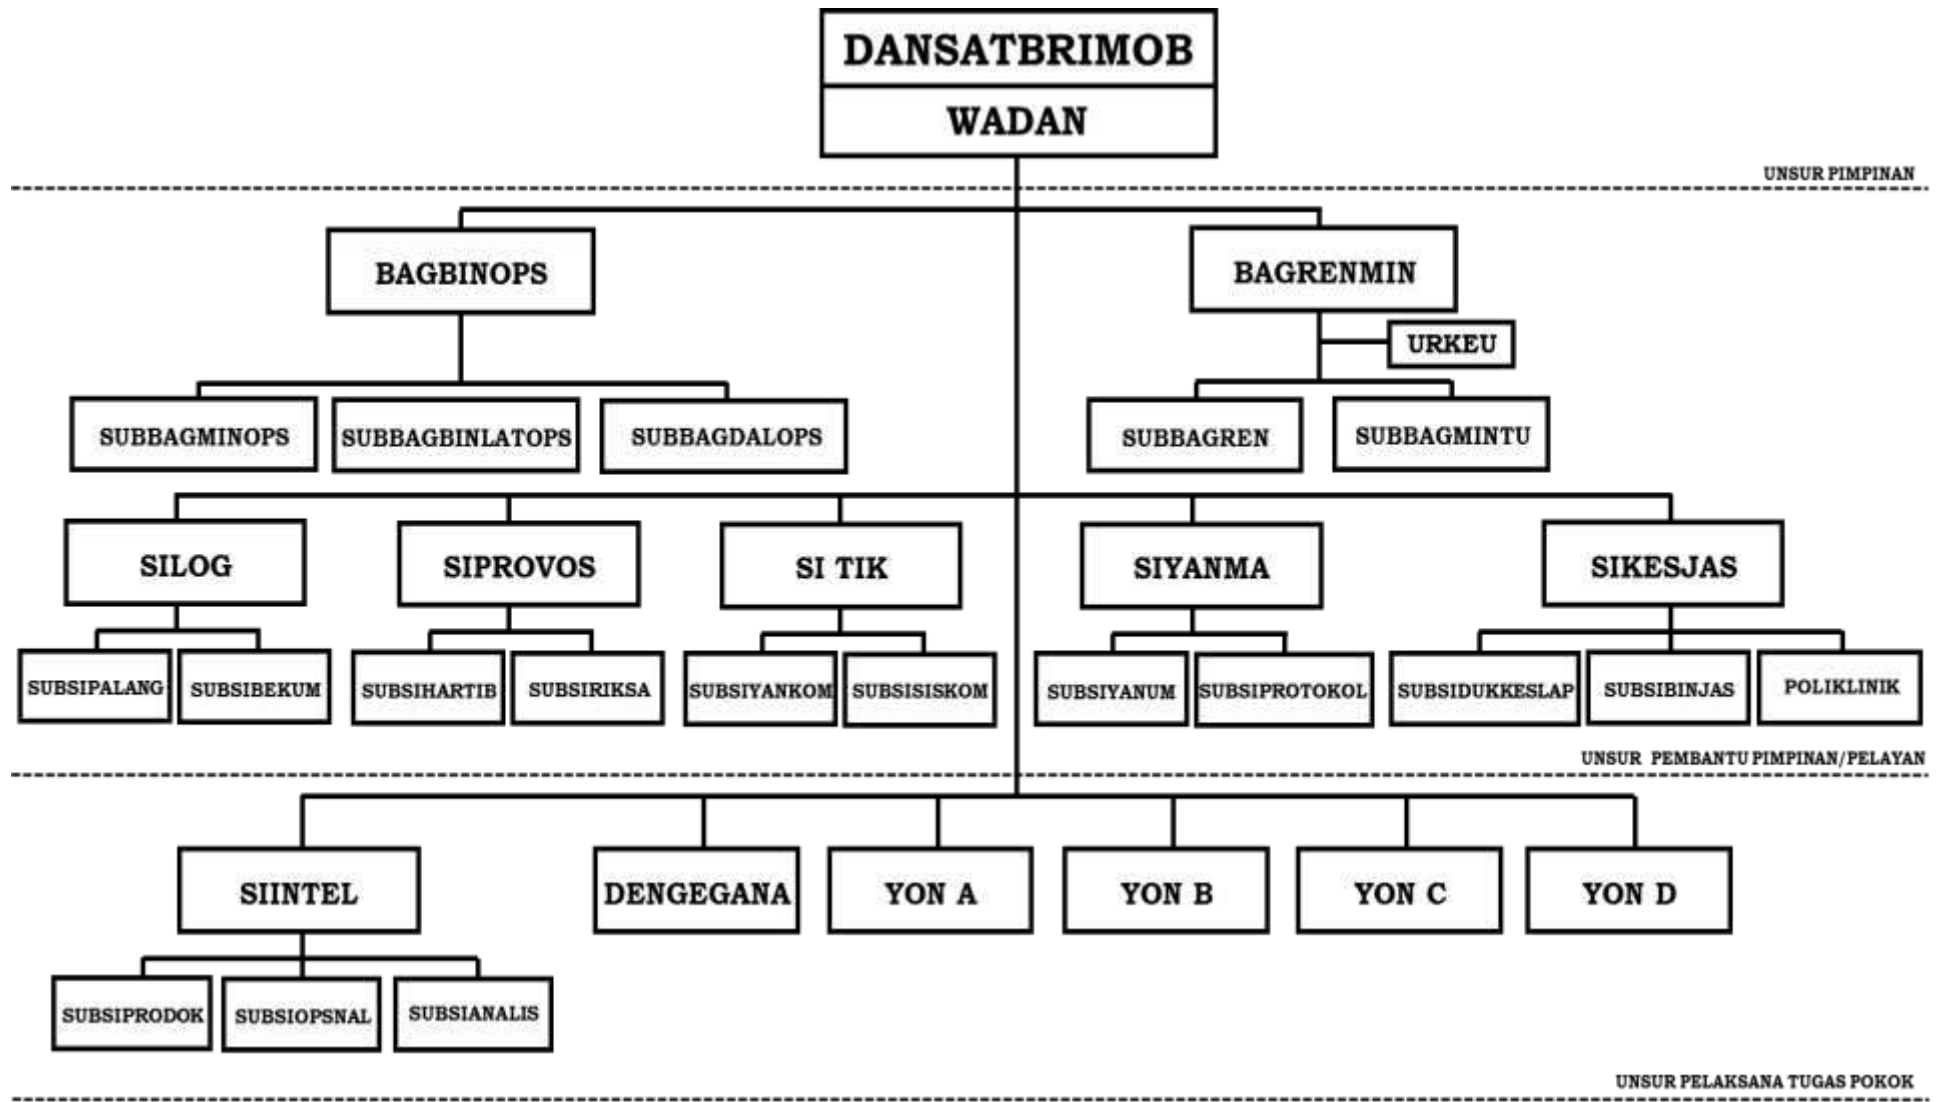 DANSATBRIMOB
WADAN
UNSUR PIMPINAN
BAGBINOPS
BAGRENMIN
URKEU
SUBBAGMINOPS
SUBBAGBINLATOPS
SUBBAGDALOPS
SUBBAGREN
SUBBAGMINTU
SILOG
SIPROVOS
SI TIK
SIYANMA
SIKESJAS
SUBSIPALANG
SUBSIBEKUM
SUBSIHARTIB
SUBSIRIKSA
SUBSIYANKOM
SUBSISISKOM
SUBSIYANUM
SUBSIPROTOKOL
SUBSIDUKKESLAP
SUBSIBINJAS
POLIKLINIK
UNSUR PEMBANTU PIMPINAN/PELAYAN
SIINTEL
DENGEGANA
YON A
YON B
YON C
YON D
SUBSIPRODOK
SUBSIOPSNAL
SUBSIANALIS
UNSUR PELAKSANA TUGAS POKOK